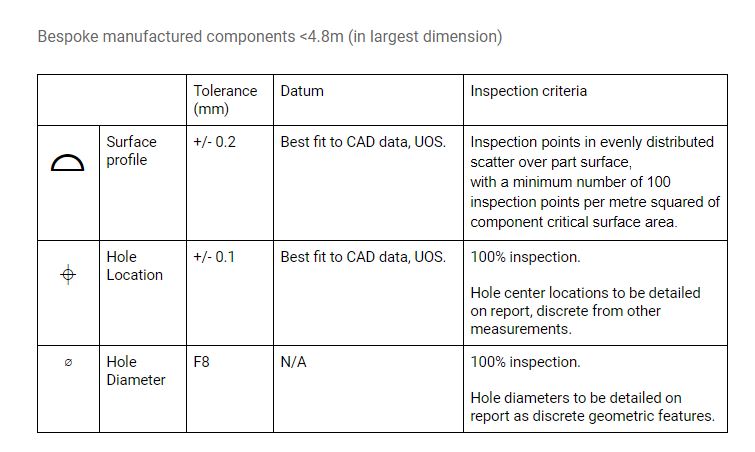 Bespoke manufactured components <4.8m (in largest dimension)
Tolerance (mm)
Datum
Inspection criteria
Surface profile
+/- 0.2
Best fit to CAD data, UOS.
Inspection points in evenly distributed
scatter over part surface,
with a minimum number of 100
inspection points per metre squared of
component critical surface area.
Hole
Location
+/- 0.1
Best fit to CAD data, UOS.
100% inspection.
Hole center locations to be detailed
on report, discrete from other
measurements.
⌀
Hole
Diameter
F8
N/A
100% inspection.
Hole diameters to be detailed on
report as discrete geometric features.